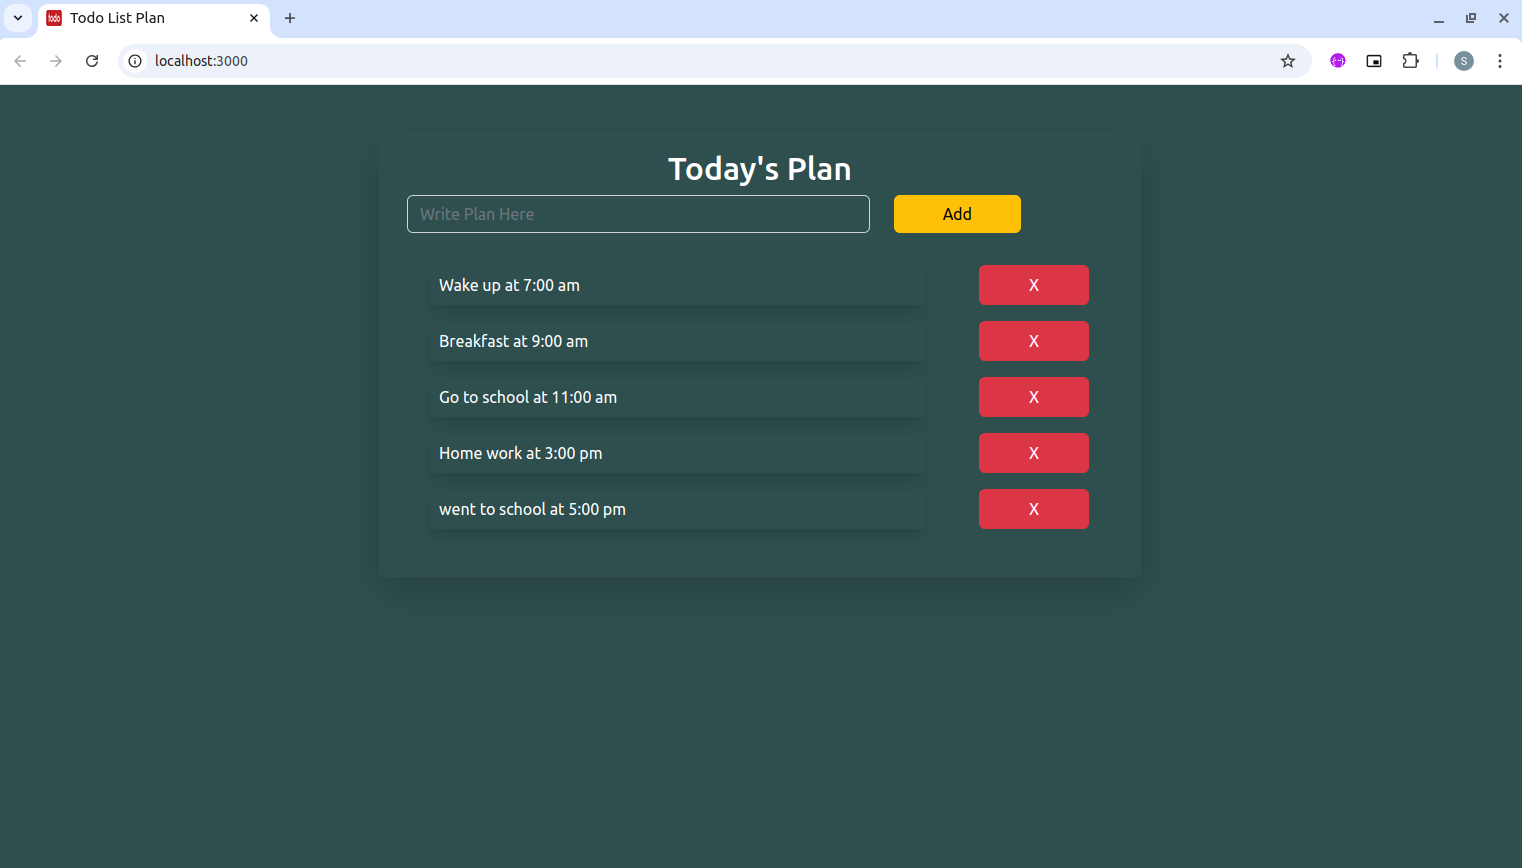 todo Todo List Plan
localhost:3000
S
Today's Plan
Write Plan Here Add
Wake up at 7:00 am X
Breakfast at 9:00 am X
Go to school at 11:00 am X
Home work at 3:00 pm X
went to school at 5:00 pm X